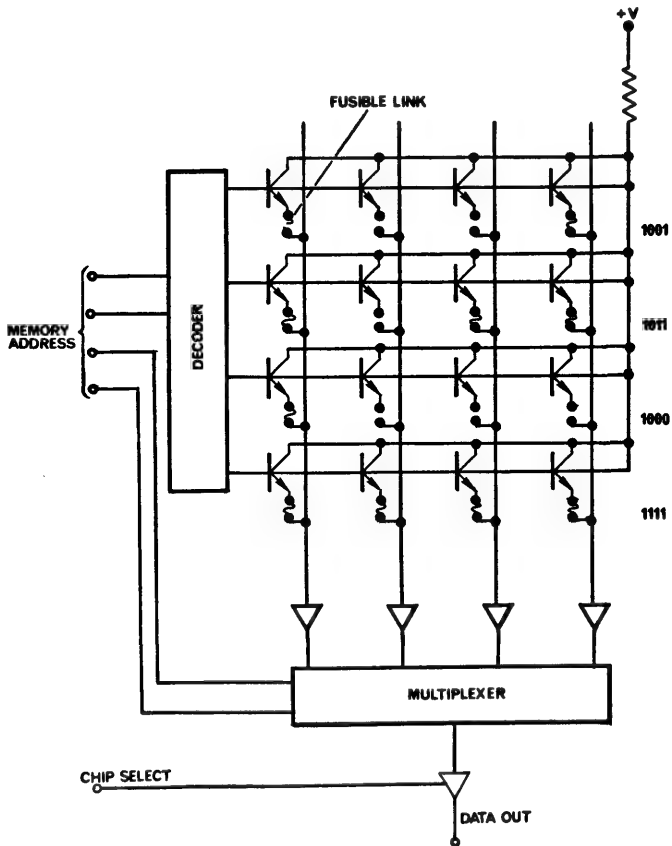 +V
FUSIBLE LINK
1001
MEMORY
ADDRESS
DECODER
1011
1000
1111
MULTIPLEXER
CHIP SELECT
DATA OUT